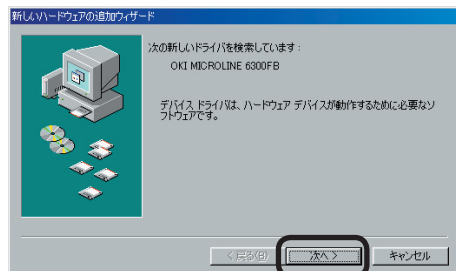 新しいハードウェアの追加ウィザード
次の新しいドライバを検索しています：
OKI MICROLINE 6300FB
デバイス ドライバは、ハードウェア デバイスが動作するために必要なソ
フトウェアです。
< 戻る(B)
次へ >
キャンセル